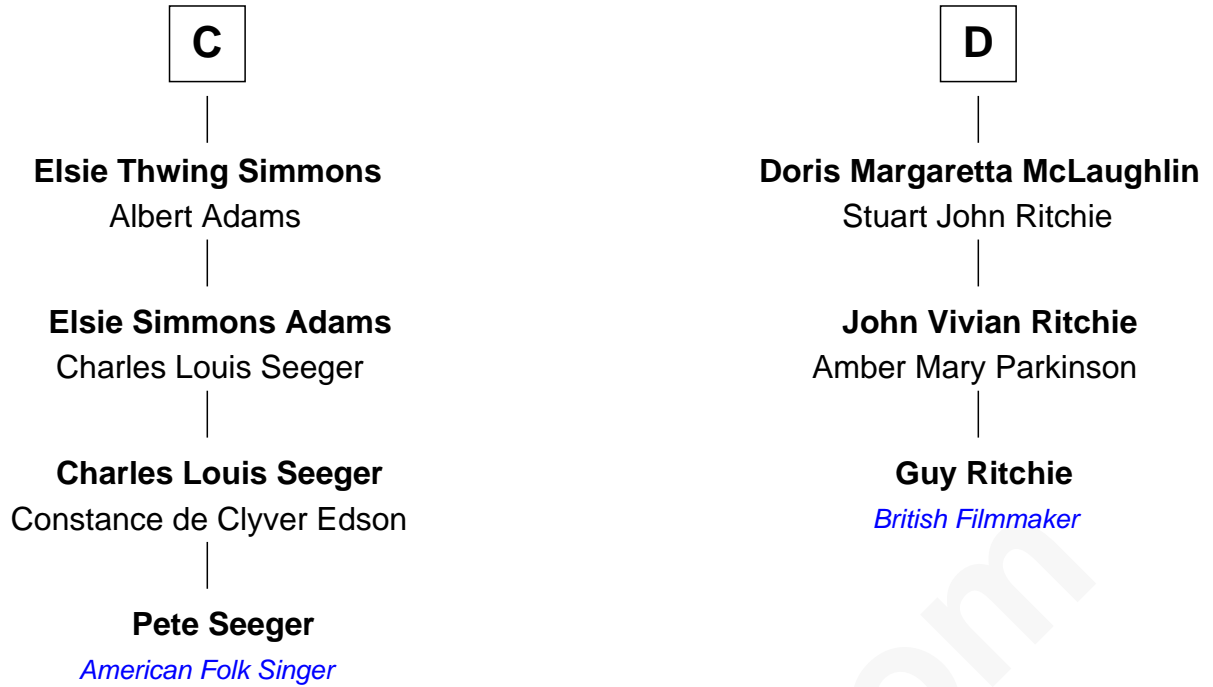 C
Elsie Thwing Simmons
Albert Adams
Elsie Simmons Adams
Charles Louis Seeger
Charles Louis Seeger
Constance de Clyver Edson
Pete Seeger
American Folk Singer
D
Doris Margaretta McLaughlin
Stuart John Ritchie
John Vivian Ritchie
Amber Mary Parkinson
Guy Ritchie
British Filmmaker
om